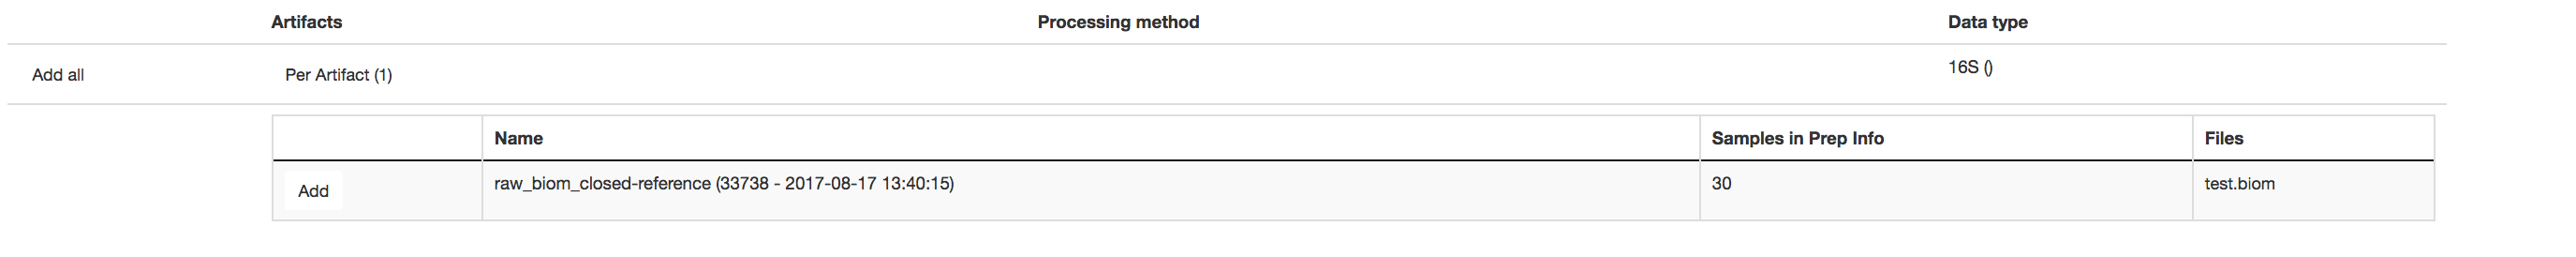 Artifacts Processing method Data type
Add all Per Artifact (1) 16S ()
Name Samples in Prep Info Files
Add raw_biom_closed-reference (33738 - 2017-08-17 13:40:15) 30 test.biom